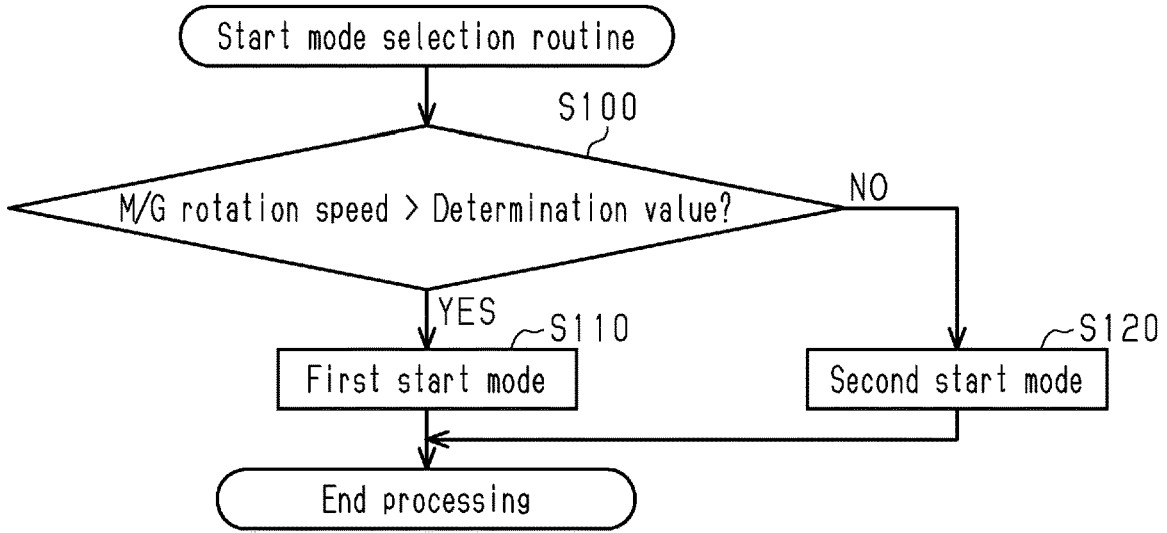 Start mode selection routine
S100
M/G rotation speed > Determination value?
NO
YES
S110
S120
First start mode
Second start mode
End processing